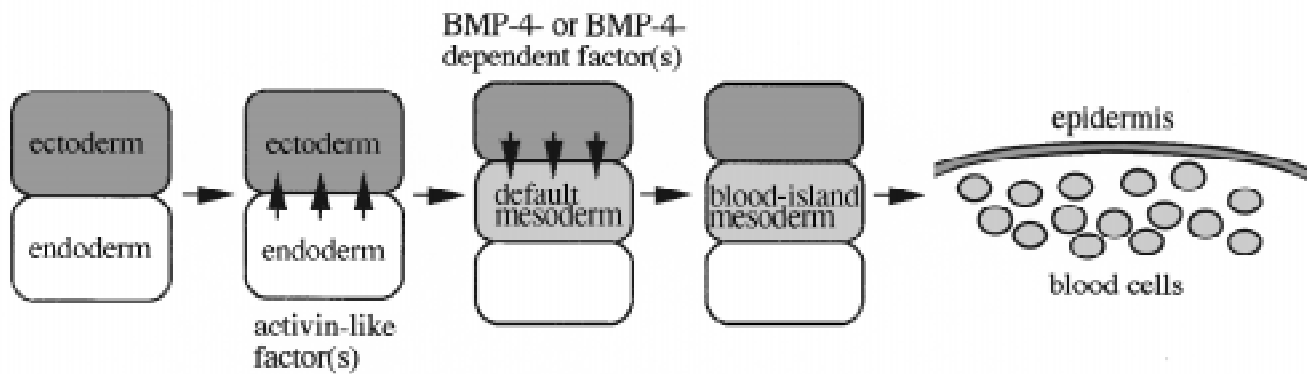 BMP-4- or BMP-4-
dependent factor(s)
ectoderm
endoderm
ectoderm
endoderm
activin-like
factor(s)
default
mesoderm
blood-island
mesoderm
epidermis
blood cells